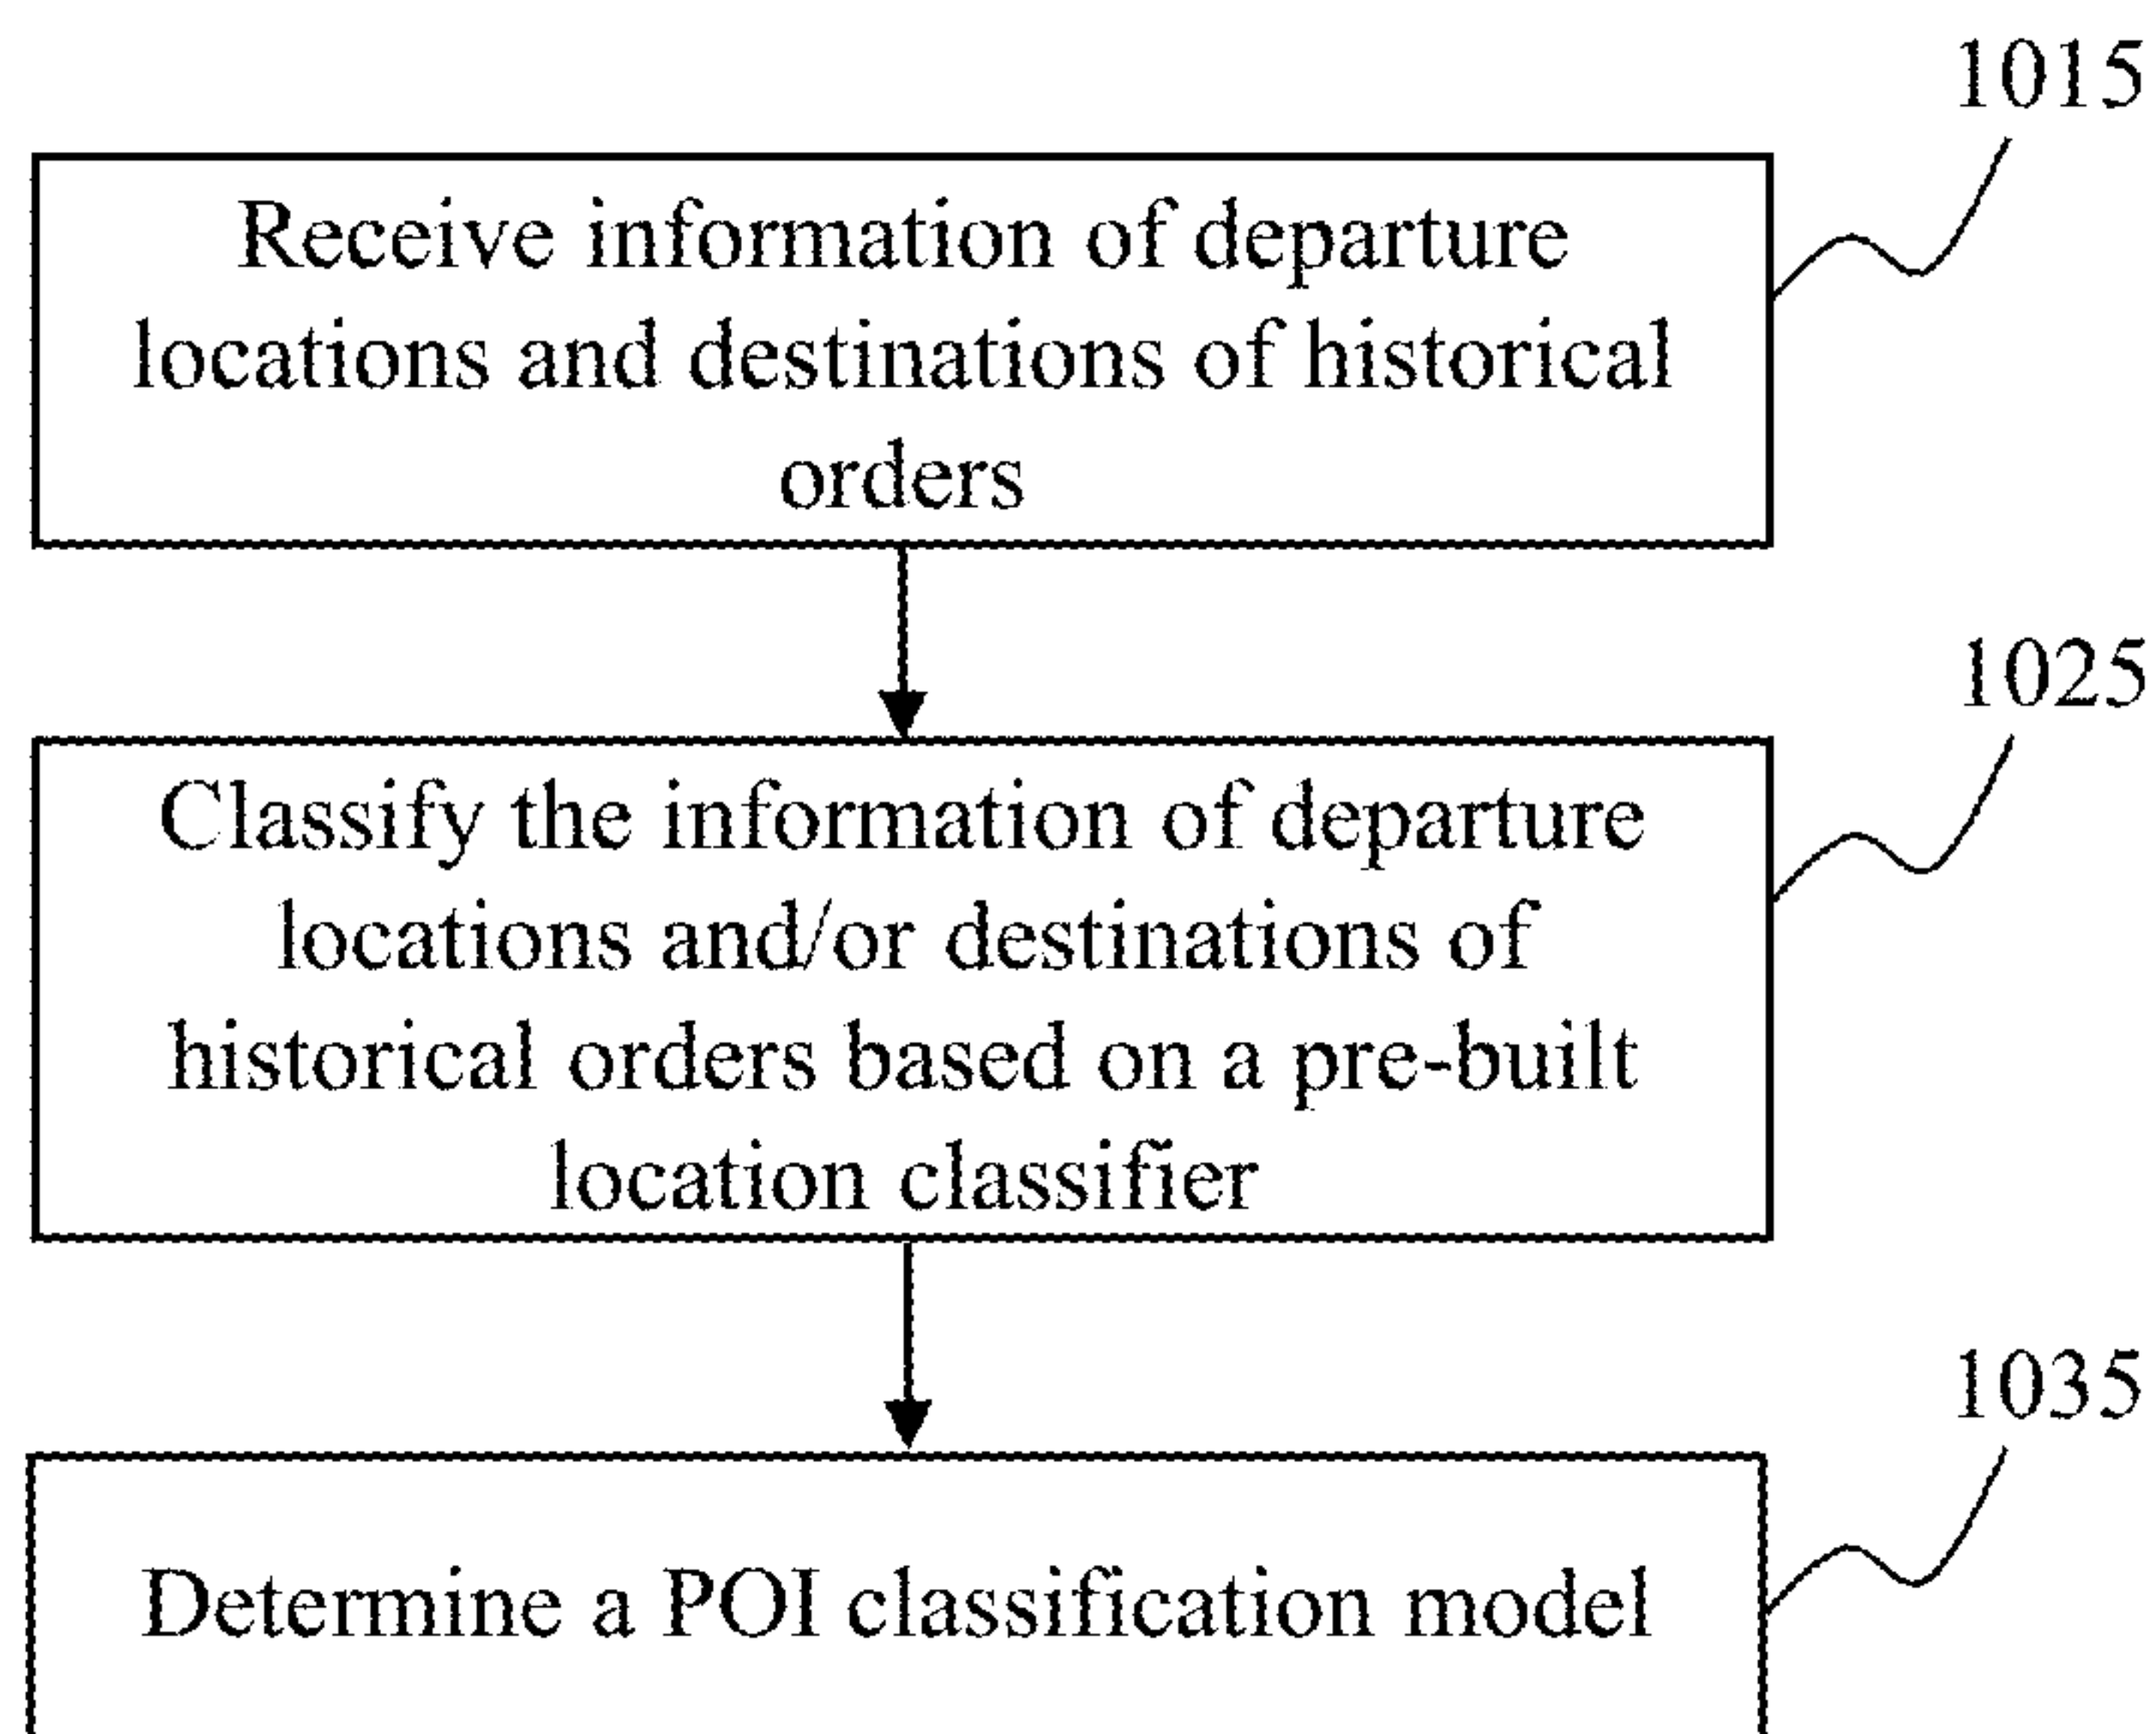 1015
Receive information of departure
locations and destinations of historical
orders
1025
Classify the information of departure
locations and/or destinations of
historical orders based on a pre-built
location classifier
1035
Determine a POI classification model